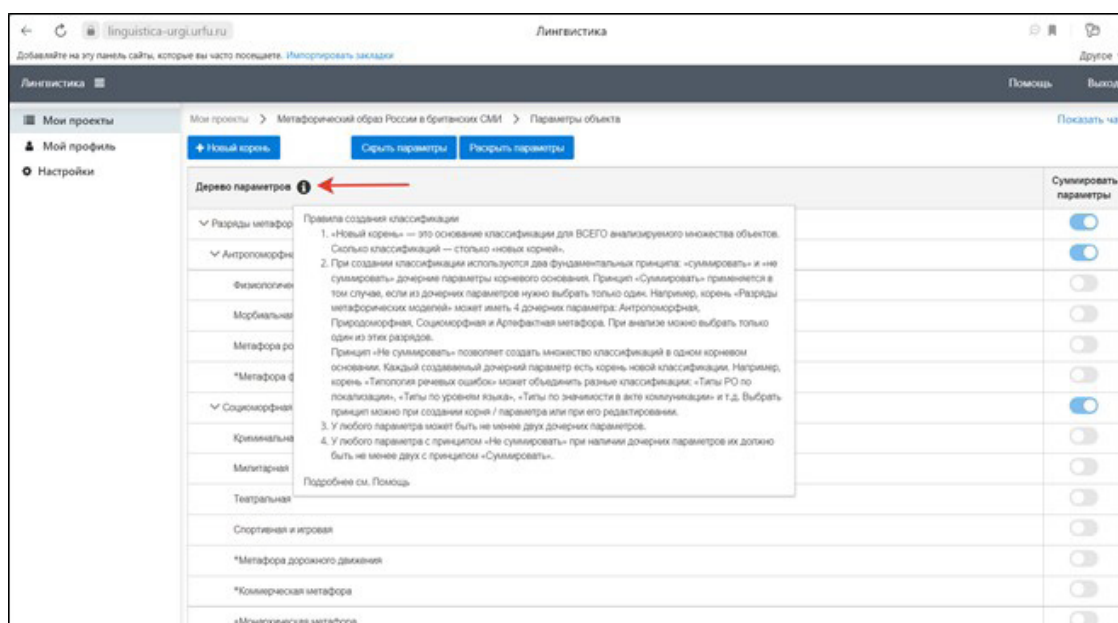 linguistica-urgi.urfu.ru
Лингвистика
Добавляйте на эту панель сайты, которые вы часто посещаете. Импортировать закладки
Другое
Лингвистика
Помощь
Выход
Мои проекты
Мои проекты > Метафорический образ России в британских СМИ > Параметры объекта
Показать ча
Мой профиль
+ Новый корень
Скрыть параметры
Раскрыть параметры
Настройки
Дерево параметров
Суммировать
параметры
Разряды метафор
Антропоморфн
Физиологичес
Морбиальная
Метафора ро
*Метафора ф
Социоморфная
Криминальна
Милитарная
Театральная
Спортивная и игровая
*Метафора дорожного движения
*Коммерческая метафора
*Монархическая метафора
Правила создания классификации
1. «Новый корень» — это основание классификации для ВСЕГО анализируемого множества объектов.
Сколько классификаций — столько «новых корней».
2. При создании классификации используются два фундаментальных принципа: «суммировать» и «не
суммировать» дочерние параметры корневого основания. Принцип «Суммировать» применяется в
том случае, если из дочерних параметров нужно выбрать только один. Например, корень «Разряды
метафорических моделей» может иметь 4 дочерних параметра: Антропоморфная,
Природоморфная, Социоморфная и Артефактная метафора. При анализе можно выбрать только
один из этих разрядов.
Принцип «Не суммировать» позволяет создать множество классификаций в одном корневом
основании. Каждый создаваемый дочерний параметр есть корень новой классификации. Например,
корень «Типология речевых ошибок» может объединить разные классификации: «Типы РО по
локализации», «Типы по уровням языка», «Типы по значимости в акте коммуникации» и т.д. Выбрать
принцип можно при создании корня / параметра или при его редактировании.
3. У любого параметра может быть не менее двух дочерних параметров.
4. У любого параметра с принципом «Не суммировать» при наличии дочерних параметров их должно
быть не менее двух с принципом «Суммировать».
Подробнее см. Помощь